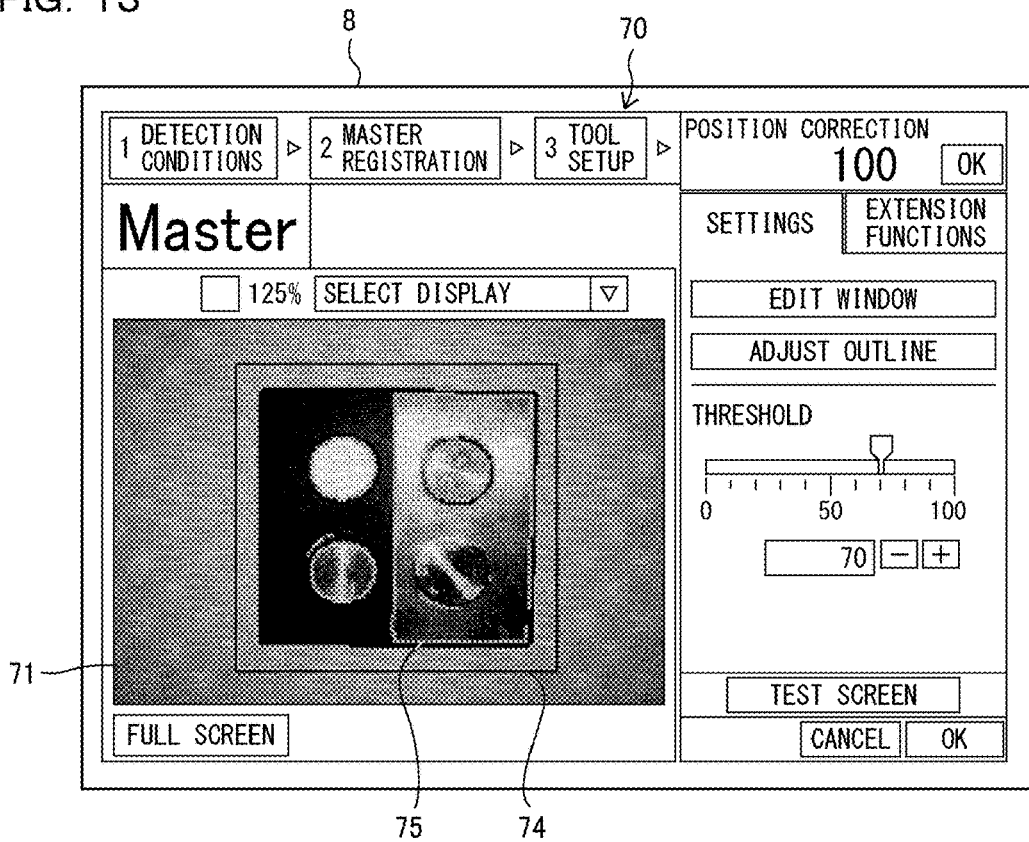 FIG. 13
8
70
1 DETECTION CONDITIONS ▷ 2 MASTER REGISTRATION ▷ 3 TOOL SETUP ▷
POSITION CORRECTION
100 OK
Master
SETTINGS
EXTENSION FUNCTIONS
125% SELECT DISPLAY ▽
EDIT WINDOW
ADJUST OUTLINE
THRESHOLD
0 50 100
70 − +
71
TEST SCREEN
FULL SCREEN
CANCEL OK
75 74